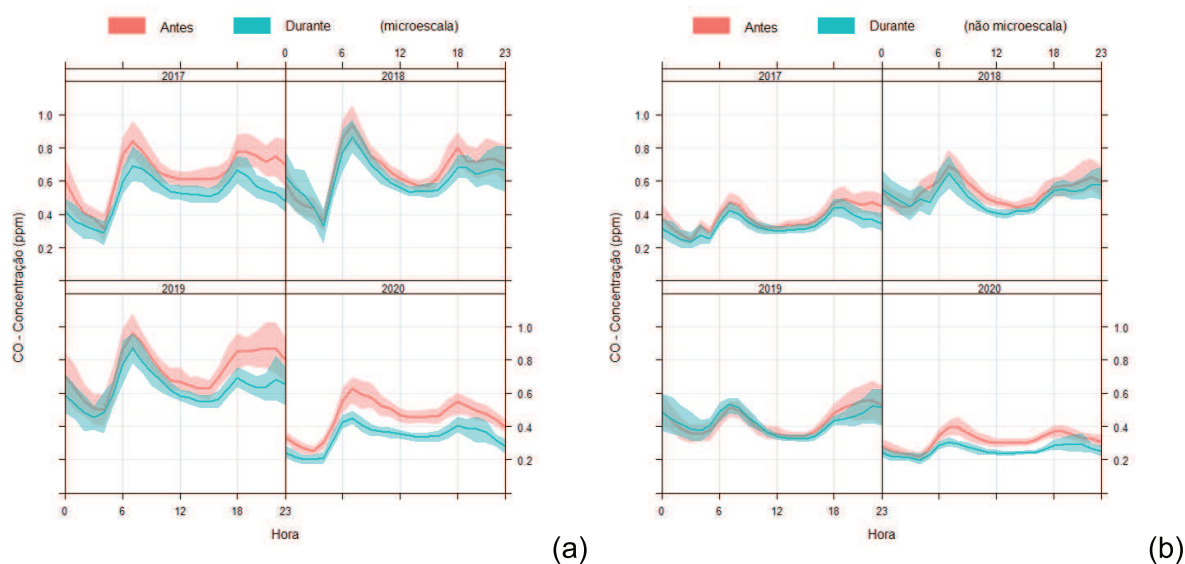 Antes Durante (microescala)
0 6 12 18 23
2017 2018
CO - Concentração (ppm)
1.0
0.8
0.6
0.4
0.2
2019 2020
1.0
0.8
0.6
0.4
0.2
0 6 12 18 23
Hora
(a)
Antes Durante (não microescala)
0 6 12 18 23
2017 2018
CO - Concentração (ppm)
1.0
0.8
0.6
0.4
0.2
2019 2020
1.0
0.8
0.6
0.4
0.2
0 6 12 18 23
Hora
(b)